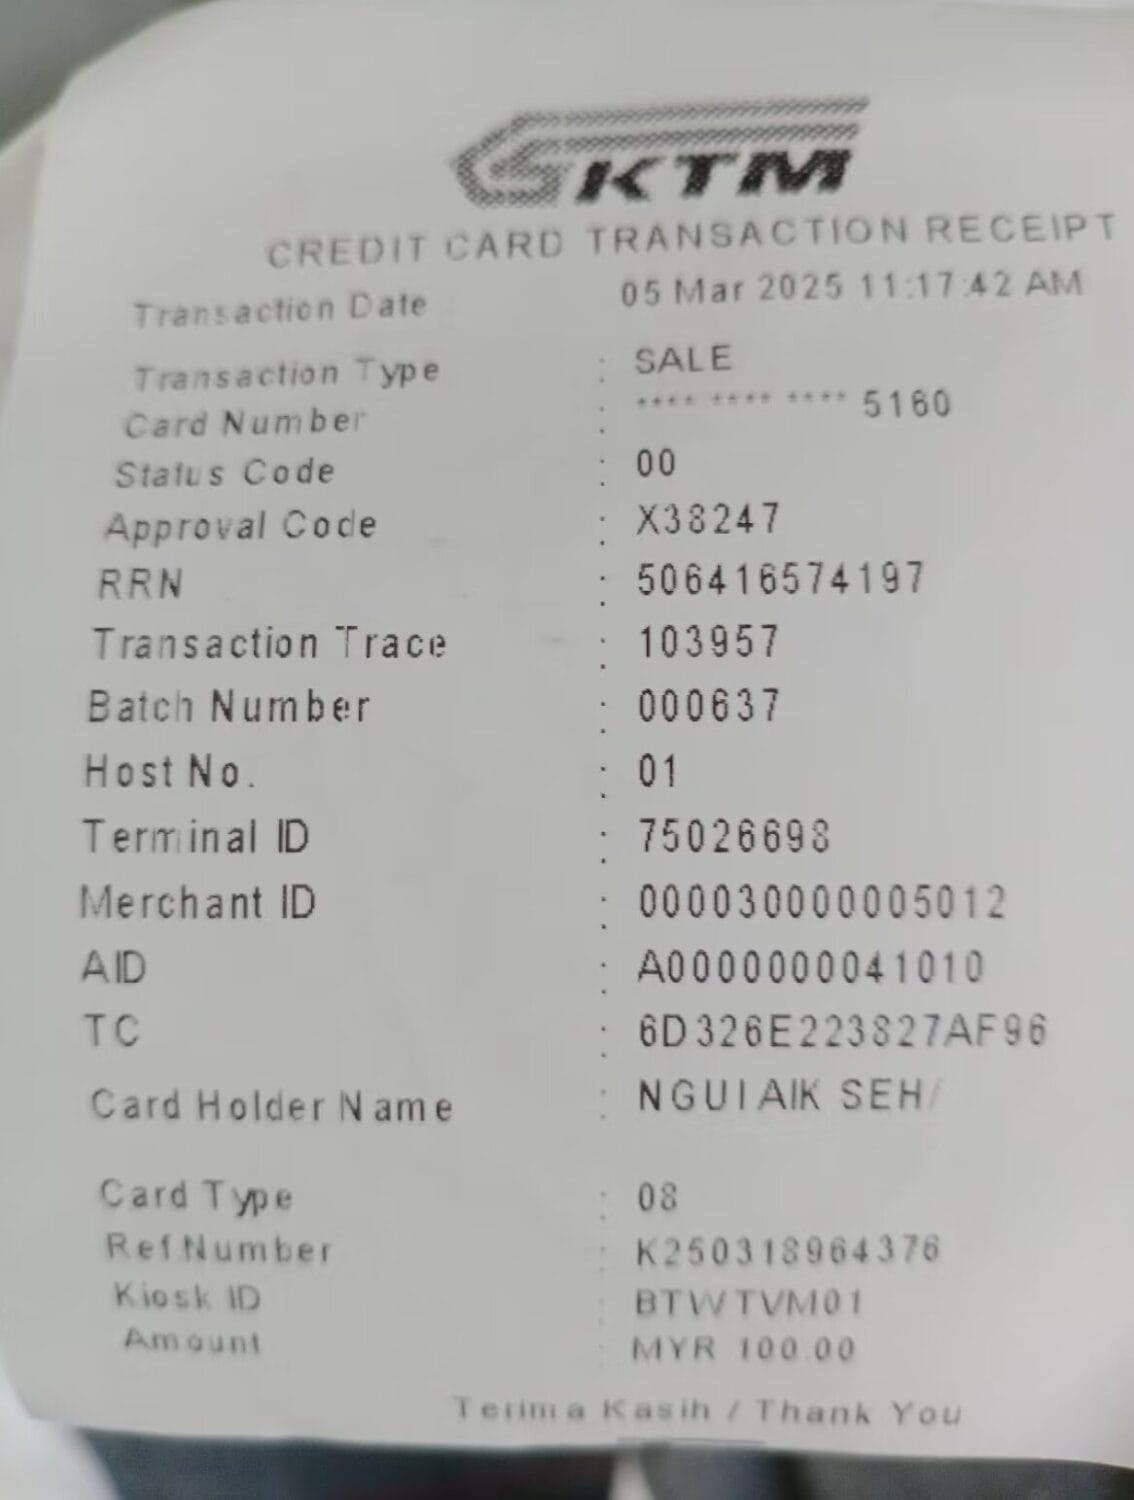 KTM
CREDIT CARD TRANSACTION RECEIPT
Transaction Date 05 Mar 2025 11:17:42 AM
Transaction Type : SALE
Card Number : **** **** **** 5160
Status Code : 00
Approval Code : X38247
RRN : 506416574197
Transaction Trace : 103957
Batch Number : 000637
Host No. : 01
Terminal ID : 75026698
Merchant ID : 000030000005012
AID : A0000000041010
TC : 6D326E223827AF96
Card Holder Name : NGUI AIK SEH/
Card Type : 08
Ref.Number : K250318964376
Kiosk ID : BTWTVM01
Amount : MYR 100.00
Terima Kasih / Thank You